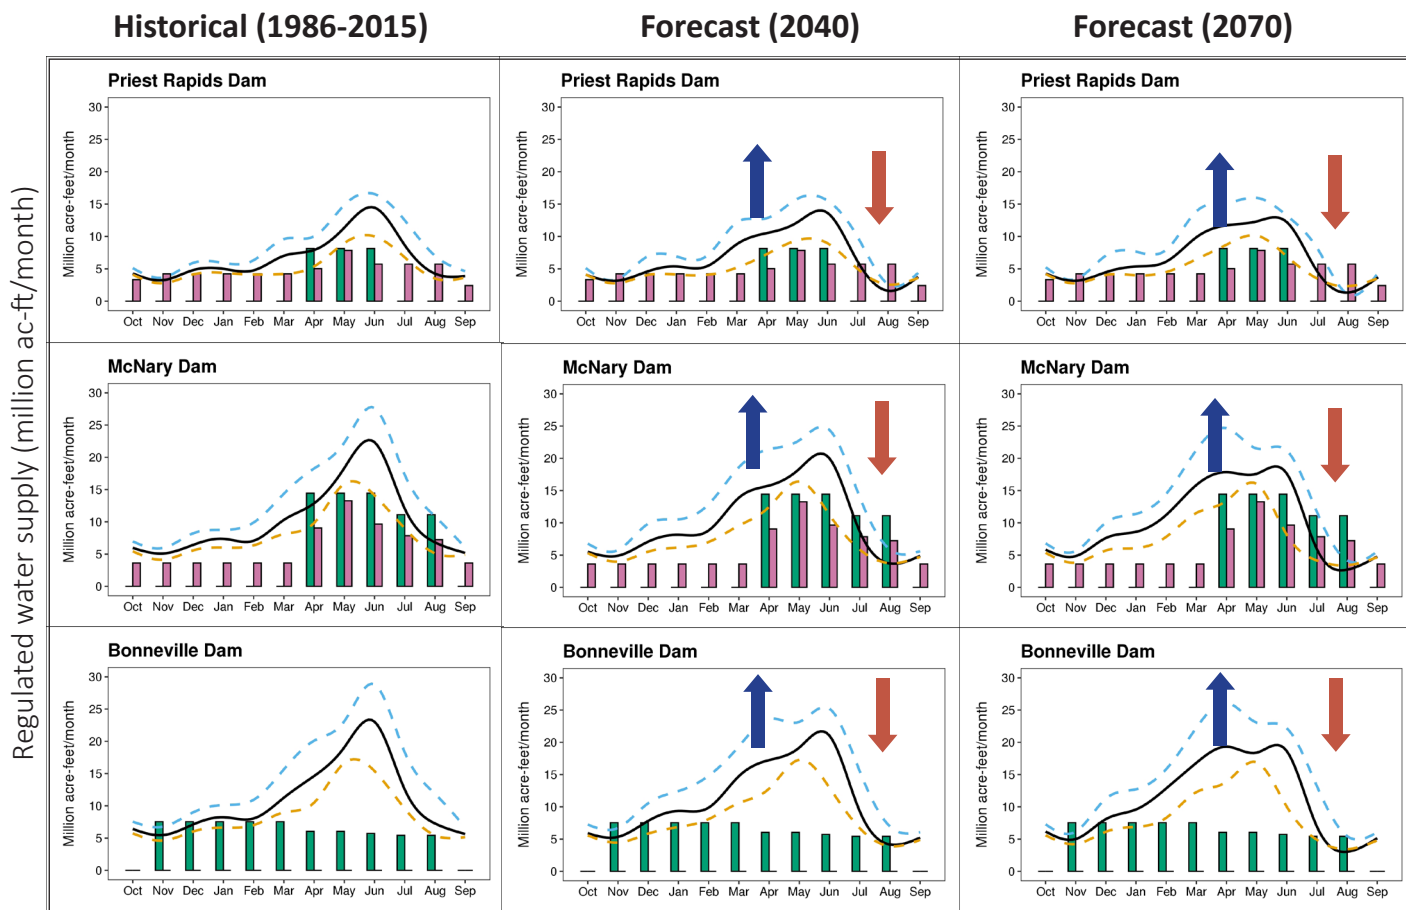 Historical (1986-2015)
Forecast (2040)
Forecast (2070)
Regulated water supply (million ac-ft/month)
Priest Rapids Dam
Million acre-feet/month
30
25
20
15
10
5
0
Oct Nov Dec Jan Feb Mar Apr May Jun Jul Aug Sep
Priest Rapids Dam
Million acre-feet/month
30
25
20
15
10
5
0
Oct Nov Dec Jan Feb Mar Apr May Jun Jul Aug Sep
Priest Rapids Dam
Million acre-feet/month
30
25
20
15
10
5
0
Oct Nov Dec Jan Feb Mar Apr May Jun Jul Aug Sep
McNary Dam
Million acre-feet/month
30
25
20
15
10
5
0
Oct Nov Dec Jan Feb Mar Apr May Jun Jul Aug Sep
McNary Dam
Million acre-feet/month
30
25
20
15
10
5
0
Oct Nov Dec Jan Feb Mar Apr May Jun Jul Aug Sep
McNary Dam
Million acre-feet/month
30
25
20
15
10
5
0
Oct Nov Dec Jan Feb Mar Apr May Jun Jul Aug Sep
Bonneville Dam
Million acre-feet/month
30
25
20
15
10
5
0
Oct Nov Dec Jan Feb Mar Apr May Jun Jul Aug Sep
Bonneville Dam
Million acre-feet/month
30
25
20
15
10
5
0
Oct Nov Dec Jan Feb Mar Apr May Jun Jul Aug Sep
Bonneville Dam
Million acre-feet/month
30
25
20
15
10
5
0
Oct Nov Dec Jan Feb Mar Apr May Jun Jul Aug Sep